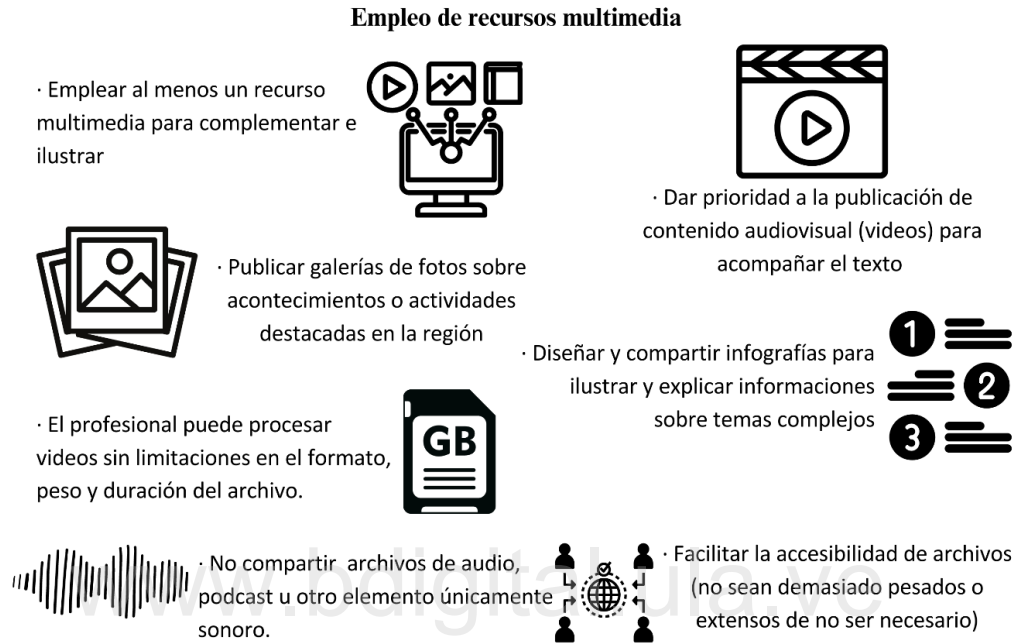 Empleo de recursos multimedia
· Emplear al menos un recurso
multimedia para complementar e
ilustrar
· Dar prioridad a la publicación de
contenido audiovisual (videos) para
acompañar el texto
· Publicar galerías de fotos sobre
acontecimientos o actividades
destacadas en la región
· Diseñar y compartir infografías para
ilustrar y explicar informaciones
sobre temas complejos
1
2
3
· El profesional puede procesar
videos sin limitaciones en el formato,
peso y duración del archivo.
GB
· No compartir archivos de audio,
podcast u otro elemento únicamente
sonoro.
· Facilitar la accesibilidad de archivos
(no sean demasiado pesados o
extensos de no ser necesario)
www.bdigital.ula.ve